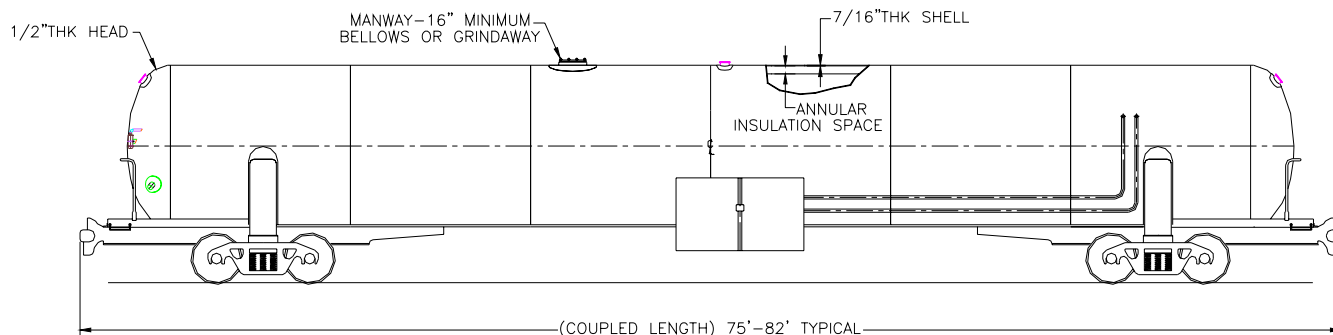 1/2"THK HEAD
MANWAY-16" MINIMUM
BELLOWS OR GRINDAWAY
7/16"THK SHELL
ANNULAR
INSULATION SPACE
℄
(COUPLED LENGTH) 75'-82' TYPICAL